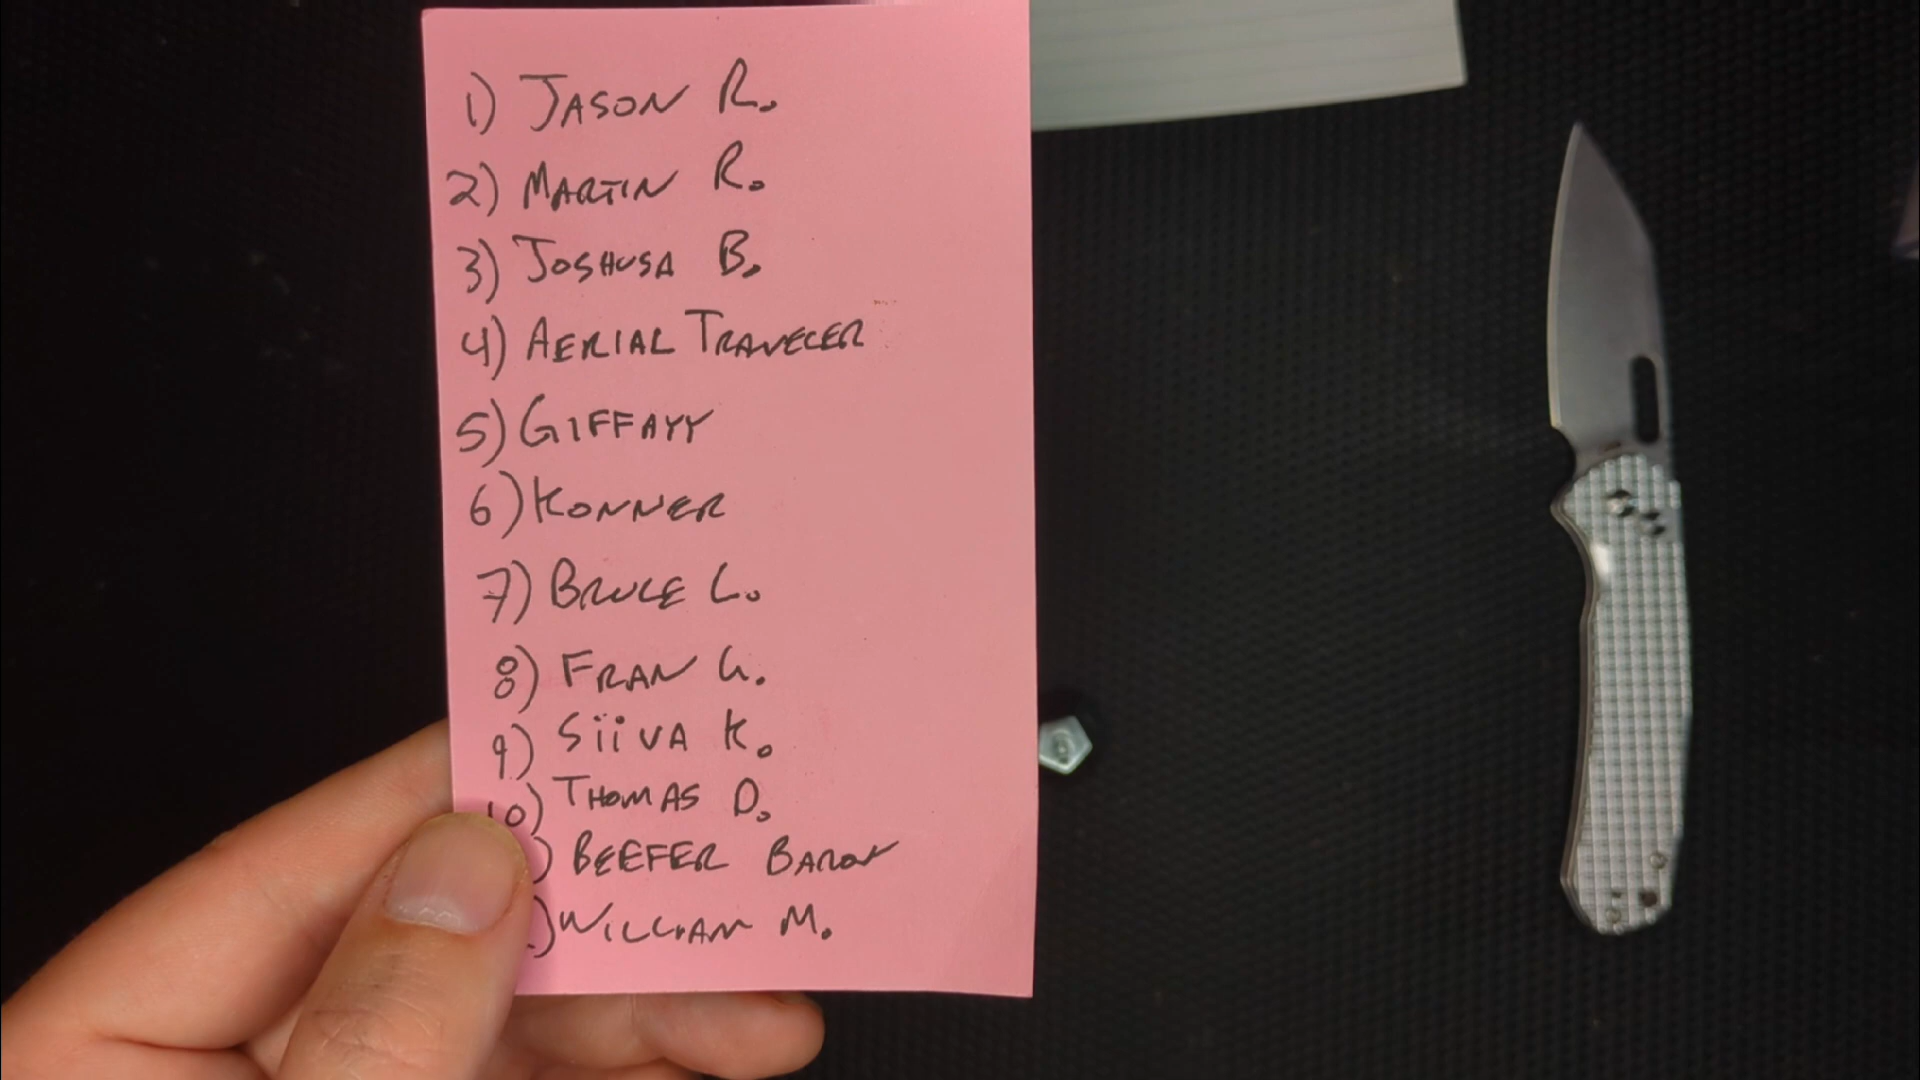 1) JASON R.
2) MARTIN R.
3) JOSHUSA B.
4) AERIAL TRAVELER
5) GIFFAYY
6) KONNER
7) BRUCE L.
8) FRAN G.
9) SiiVA K.
10) THOMAS D.
) BEEFER BARON
) WILLIAM M.